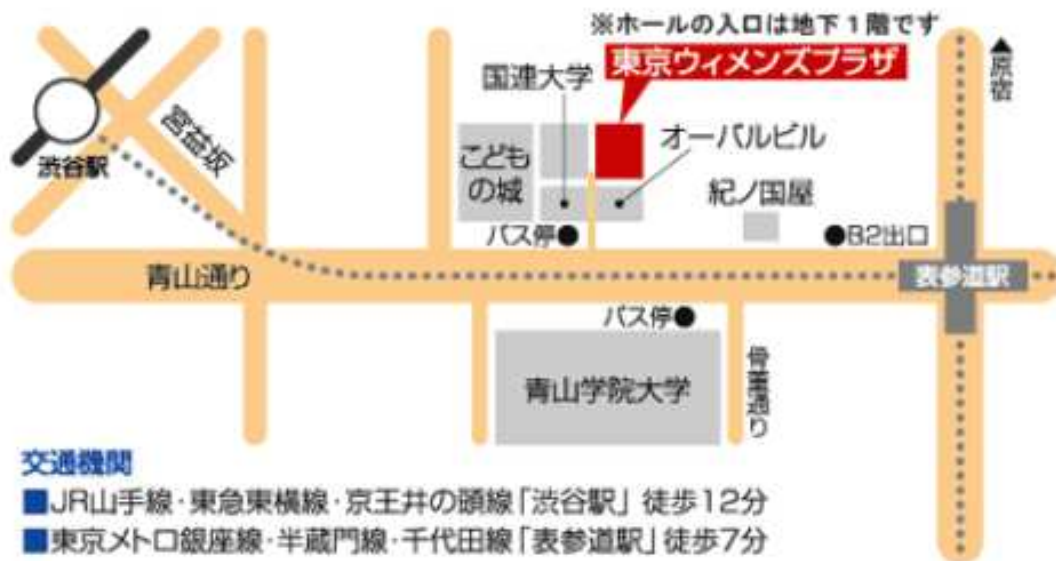 ※ホールの入口は地下1階です
東京ウィメンズプラザ
▲原宿
国連大学
宮益坂
オーバルビル
渋谷駅
こども
の城
紀ノ国屋
バス停●
●B2出口
青山通り
表参道駅
バス停●
骨董通り
青山学院大学
交通機関
■JR山手線・東急東横線・京王井の頭線「渋谷駅」徒歩12分
■東京メトロ銀座線・半蔵門線・千代田線「表参道駅」徒歩7分